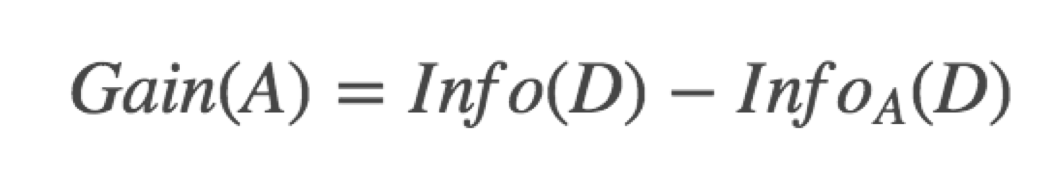 Gain(A) = Info(D) − Info_A(D)